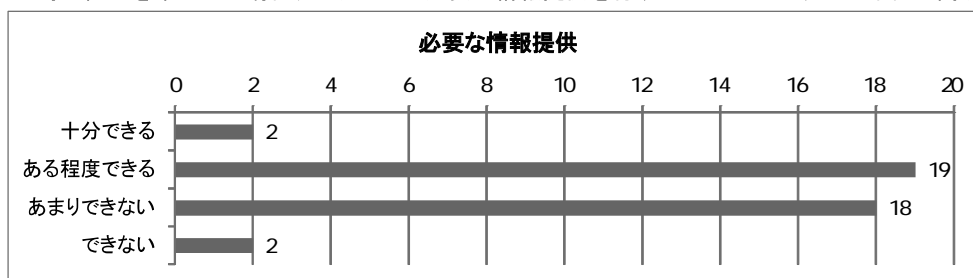 必要な情報提供
0 2 4 6 8 10 12 14 16 18 20
十分できる 2
ある程度できる 19
あまりできない 18
できない 2